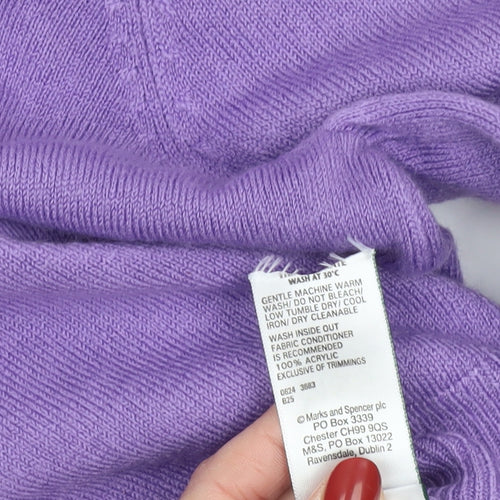 WASH AT 30°C
GENTLE MACHINE WARM
WASH/ DO NOT BLEACH/
LOW TUMBLE DRY/ COOL
IRON/ DRY CLEANABLE
WASH INSIDE OUT
FABRIC CONDITIONER
IS RECOMMENDED
100% ACRYLIC
EXCLUSIVE OF TRIMMINGS
0624 3683
B25
© Marks and Spencer plc
PO Box 3339
Chester CH99 9QS
M&S, PO Box 13022
Ravensdale, Dublin 2